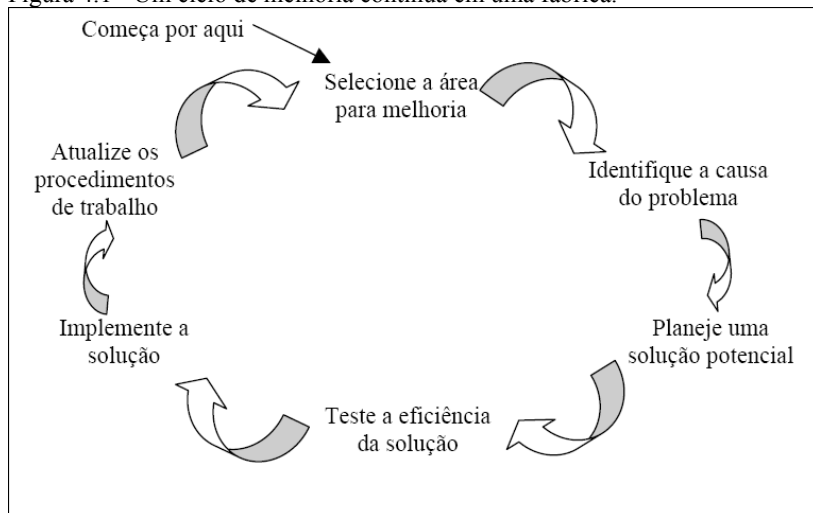 Começa por aqui
Selecione a área
para melhoria
Identifique a causa
do problema
Planeje uma
solução potencial
Teste a eficiência
da solução
Implemente a
solução
Atualize os
procedimentos
de trabalho